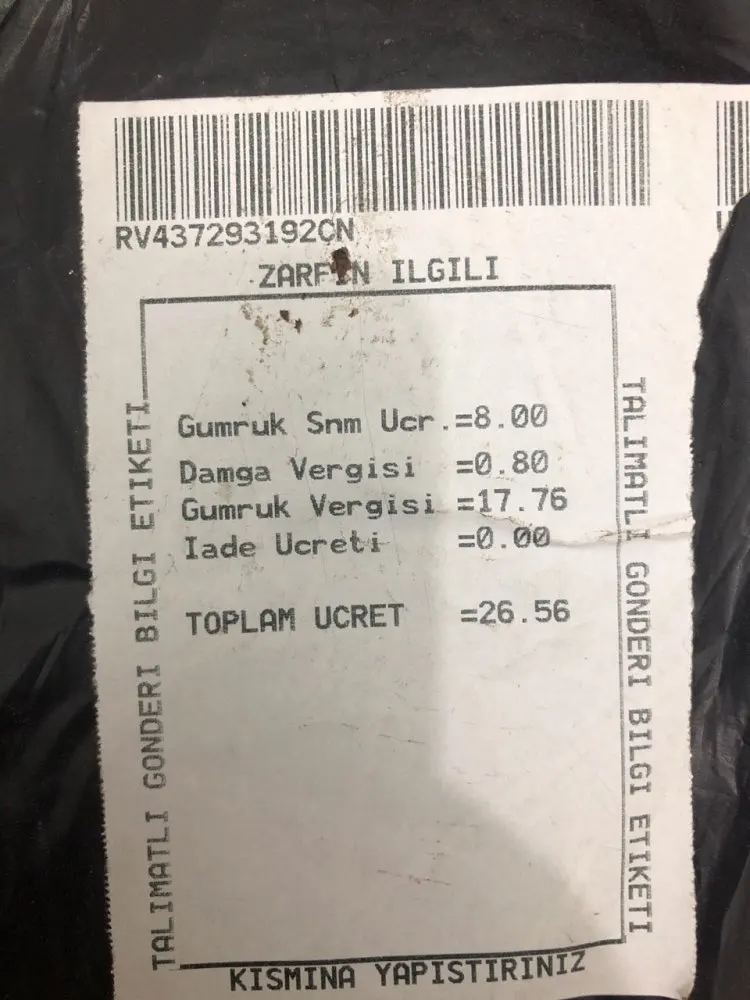 RV437293192CN
ZARFIN ILGILI
TALIMATLI GONDERI BILGI ETIKETI
Gumruk Snm Ucr.=8.00
Damga Vergisi =0.80
Gumruk Vergisi =17.76
Iade Ucreti =0.00
TOPLAM UCRET =26.56
TALIMATLI GONDERI BILGI ETIKETI
KISMINA YAPISTIRINIZ